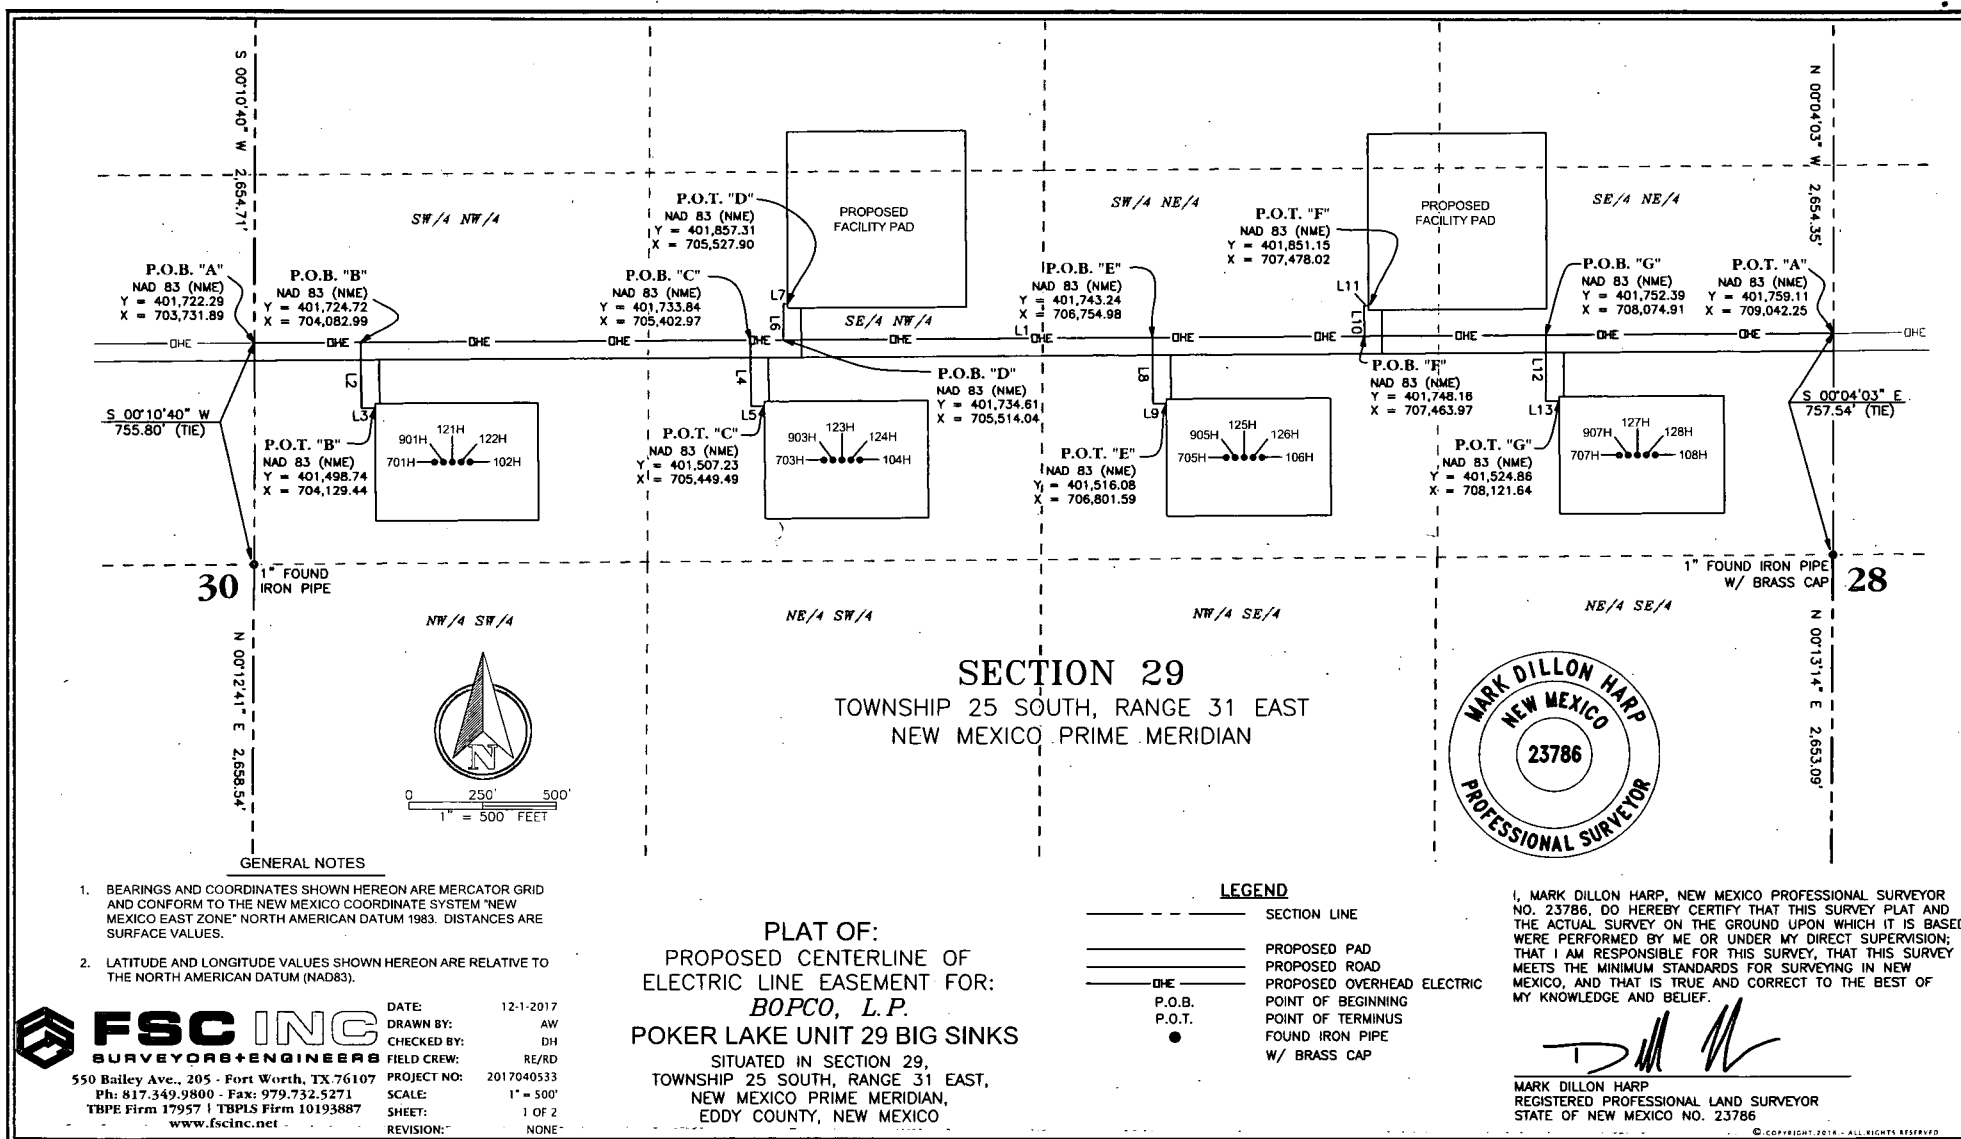 S 00°10'40" W 2,654.71'
N 00°04'03" W 2,654.35'
SW/4 NW/4
P.O.T. "D"
NAD 83 (NME)
Y = 401,857.31
X = 705,527.90
PROPOSED
FACILITY PAD
SW/4 NE/4
P.O.T. "F"
NAD 83 (NME)
Y = 401,851.15
X = 707,478.02
PROPOSED
FACILITY PAD
SE/4 NE/4
P.O.B. "A"
NAD 83 (NME)
Y = 401,722.29
X = 703,731.89
P.O.B. "B"
NAD 83 (NME)
Y = 401,724.72
X = 704,082.99
P.O.B. "C"
NAD 83 (NME)
Y = 401,733.84
X = 705,402.97
L7
L6
SE/4 NW/4
P.O.B. "E"
NAD 83 (NME)
Y = 401,743.24
X = 706,754.98
L1
L11
L10
P.O.B. "G"
NAD 83 (NME)
Y = 401,752.39
X = 708,074.91
P.O.T. "A"
NAD 83 (NME)
Y = 401,759.11
X = 709,042.25
OHE OHE OHE OHE OHE OHE OHE OHE OHE OHE
L2
L3
L4
L5
P.O.B. "D"
NAD 83 (NME)
Y = 401,734.61
X = 705,514.04
L8
L9
P.O.B. "F"
NAD 83 (NME)
Y = 401,748.16
X = 707,463.97
L12
L13
S 00°10'40" W
755.80' (TIE)
S 00°04'03" E
757.54' (TIE)
P.O.T. "B"
NAD 83 (NME)
Y = 401,498.74
X = 704,129.44
121H
901H 122H
701H 102H
P.O.T. "C"
NAD 83 (NME)
Y = 401,507.23
X = 705,449.49
123H
903H 124H
703H 104H
P.O.T. "E"
NAD 83 (NME)
Y = 401,516.08
X = 706,801.59
125H
905H 126H
705H 106H
P.O.T. "G"
NAD 83 (NME)
Y = 401,524.86
X = 708,121.64
127H
907H 128H
707H 108H
30
1" FOUND
IRON PIPE
1" FOUND IRON PIPE
W/ BRASS CAP
28
NW/4 SW/4
NE/4 SW/4
NW/4 SE/4
NE/4 SE/4
N 00°12'41" E 2,658.54'
N 00°13'14" E 2,653.09'
SECTION 29
TOWNSHIP 25 SOUTH, RANGE 31 EAST
NEW MEXICO PRIME MERIDIAN
N
0 250' 500'
1" = 500' FEET
MARK DILLON HARP
NEW MEXICO
23786
PROFESSIONAL SURVEYOR
GENERAL NOTES
1. BEARINGS AND COORDINATES SHOWN HEREON ARE MERCATOR GRID
AND CONFORM TO THE NEW MEXICO COORDINATE SYSTEM "NEW
MEXICO EAST ZONE" NORTH AMERICAN DATUM 1983. DISTANCES ARE
SURFACE VALUES.
2. LATITUDE AND LONGITUDE VALUES SHOWN HEREON ARE RELATIVE TO
THE NORTH AMERICAN DATUM (NAD83).
FSC INC
SURVEYORS+ENGINEERS
550 Bailey Ave., 205 - Fort Worth, TX 76107
Ph: 817.349.9800 - Fax: 979.732.5271
TBPE Firm 17957 | TBPLS Firm 10193887
www.fscinc.net
DATE: 12-1-2017
DRAWN BY: AW
CHECKED BY: DH
FIELD CREW: RE/RD
PROJECT NO: 2017040533
SCALE: 1" = 500'
SHEET: 1 OF 2
REVISION: NONE
PLAT OF:
PROPOSED CENTERLINE OF
ELECTRIC LINE EASEMENT FOR:
BOPCO, L.P.
POKER LAKE UNIT 29 BIG SINKS
SITUATED IN SECTION 29,
TOWNSHIP 25 SOUTH, RANGE 31 EAST,
NEW MEXICO PRIME MERIDIAN,
EDDY COUNTY, NEW MEXICO
LEGEND
SECTION LINE
PROPOSED PAD
PROPOSED ROAD
OHE PROPOSED OVERHEAD ELECTRIC
P.O.B. POINT OF BEGINNING
P.O.T. POINT OF TERMINUS
FOUND IRON PIPE
W/ BRASS CAP
I, MARK DILLON HARP, NEW MEXICO PROFESSIONAL SURVEYOR
NO. 23786, DO HEREBY CERTIFY THAT THIS SURVEY PLAT AND
THE ACTUAL SURVEY ON THE GROUND UPON WHICH IT IS BASED
WERE PERFORMED BY ME OR UNDER MY DIRECT SUPERVISION;
THAT I AM RESPONSIBLE FOR THIS SURVEY, THAT THIS SURVEY
MEETS THE MINIMUM STANDARDS FOR SURVEYING IN NEW
MEXICO, AND THAT IS TRUE AND CORRECT TO THE BEST OF
MY KNOWLEDGE AND BELIEF.
MARK DILLON HARP
REGISTERED PROFESSIONAL LAND SURVEYOR
STATE OF NEW MEXICO NO. 23786
© COPYRIGHT 2016 - ALL RIGHTS RESERVED